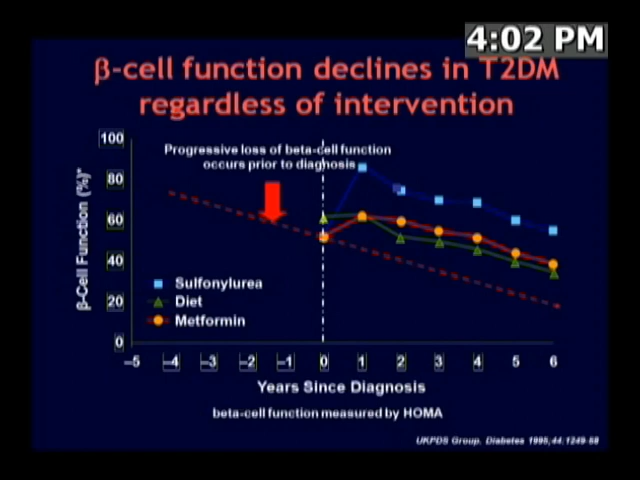 4:02 PM
β-cell function declines in T2DM
regardless of intervention
Progressive loss of beta-cell function
occurs prior to diagnosis
β-Cell Function (%)*
100
80
60
40
20
0
Sulfonylurea
Diet
Metformin
–5 –4 –3 –2 –1 0 1 2 3 4 5 6
Years Since Diagnosis
beta-cell function measured by HOMA
UKPDS Group. Diabetes 1995;44:1249-58